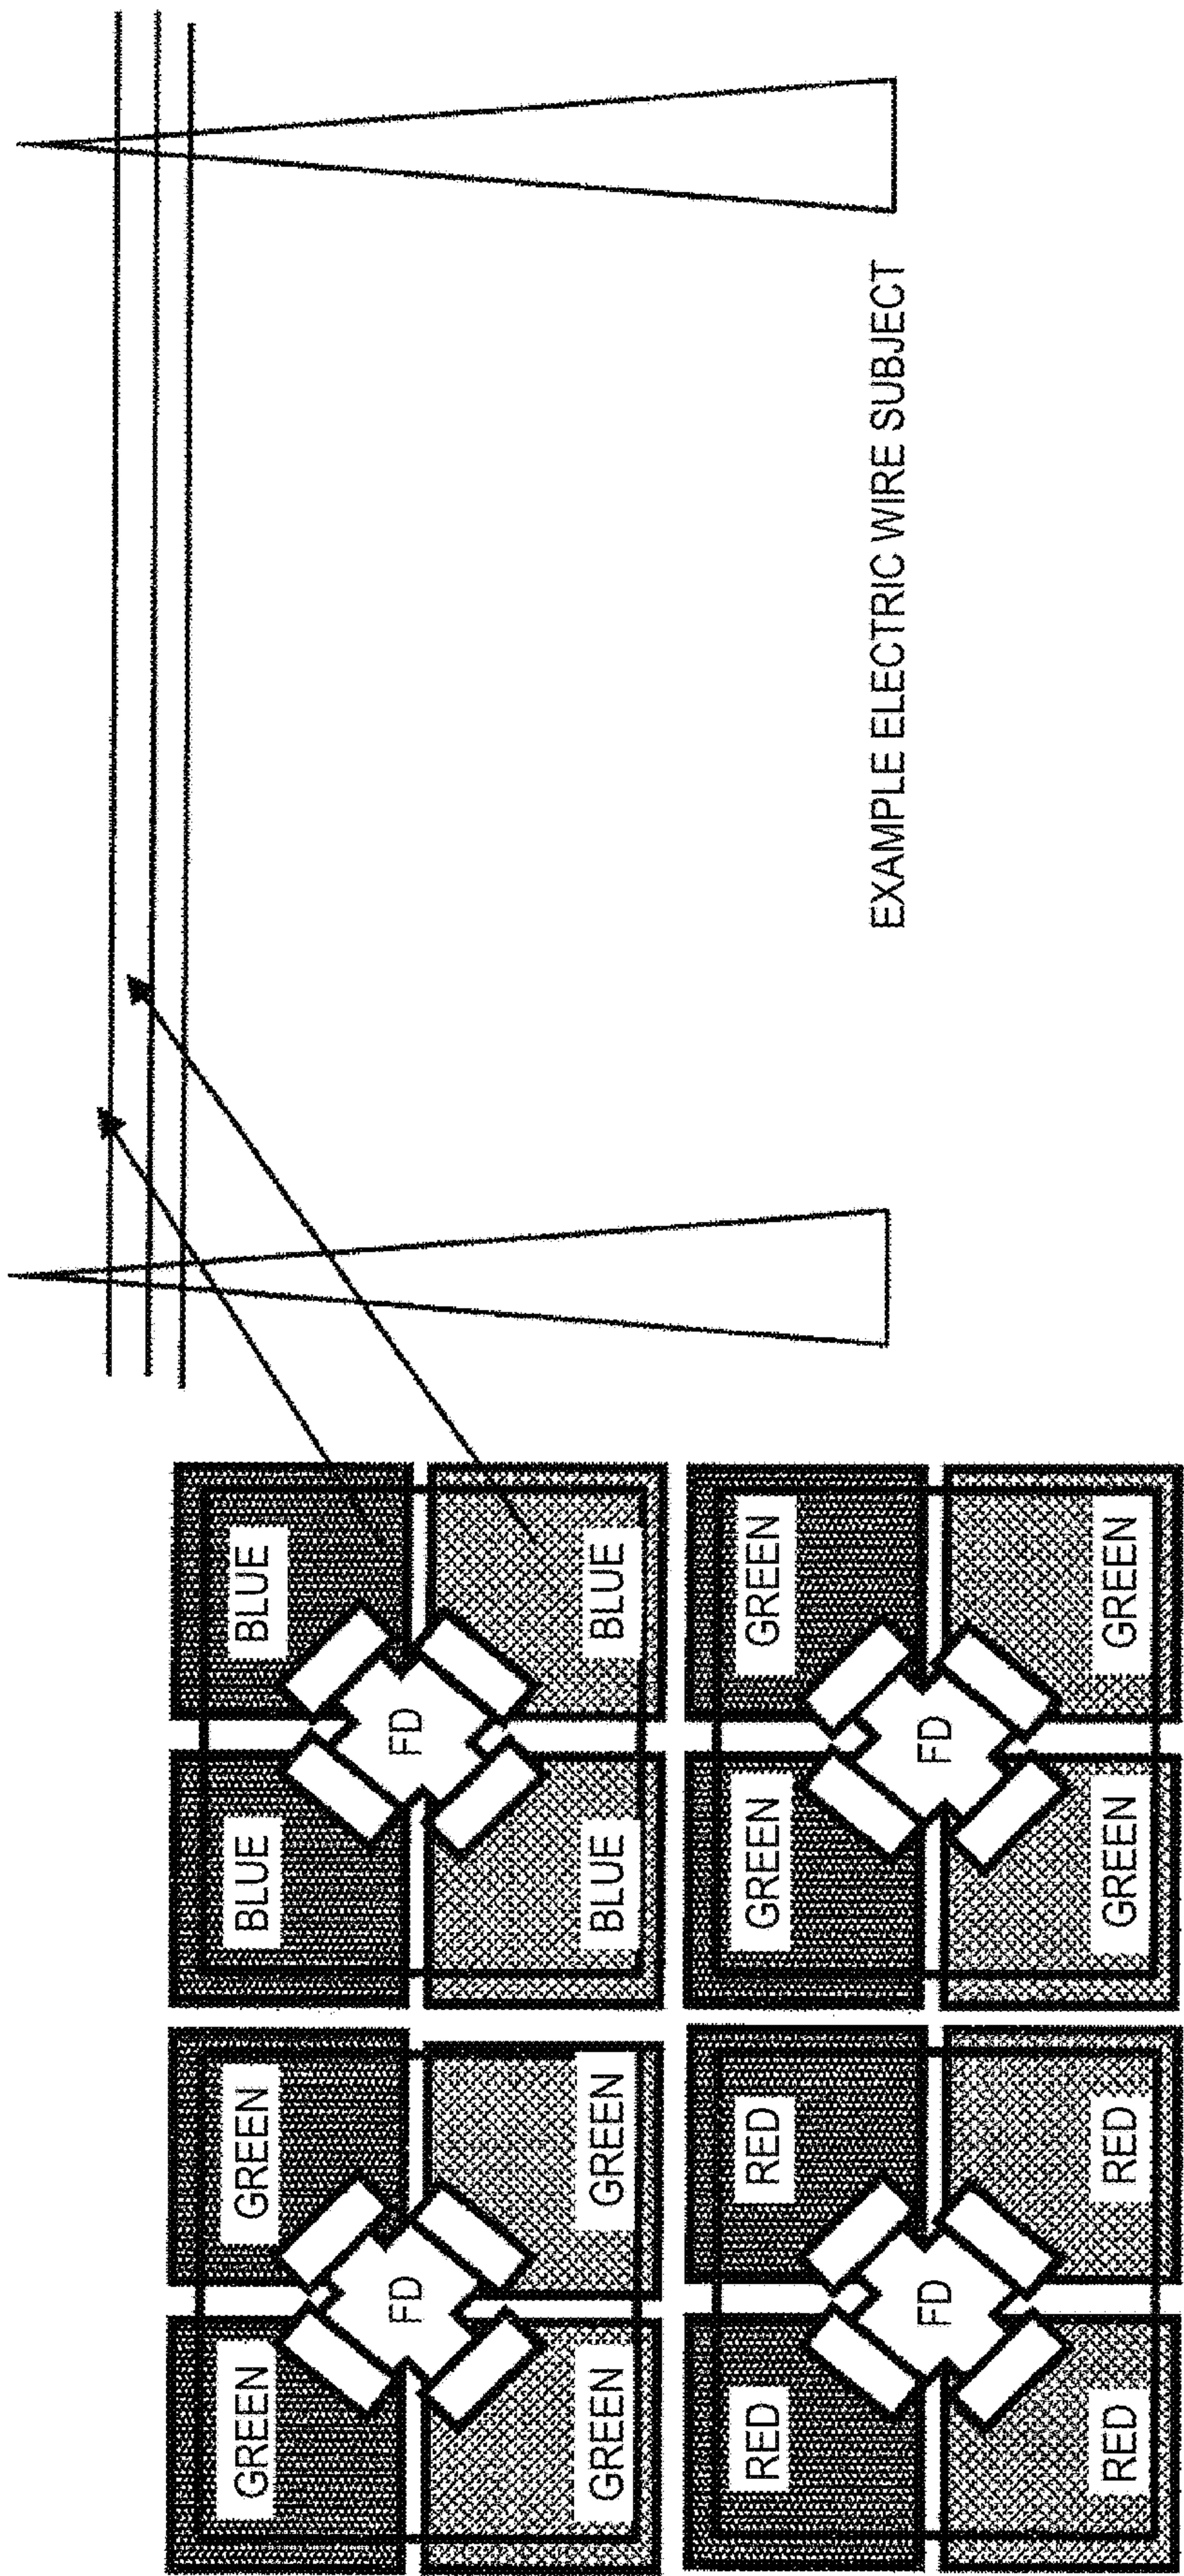 GREEN GREEN BLUE BLUE
FD FD
GREEN GREEN BLUE BLUE
RED RED GREEN GREEN
FD FD
RED RED GREEN GREEN
EXAMPLE ELECTRIC WIRE SUBJECT